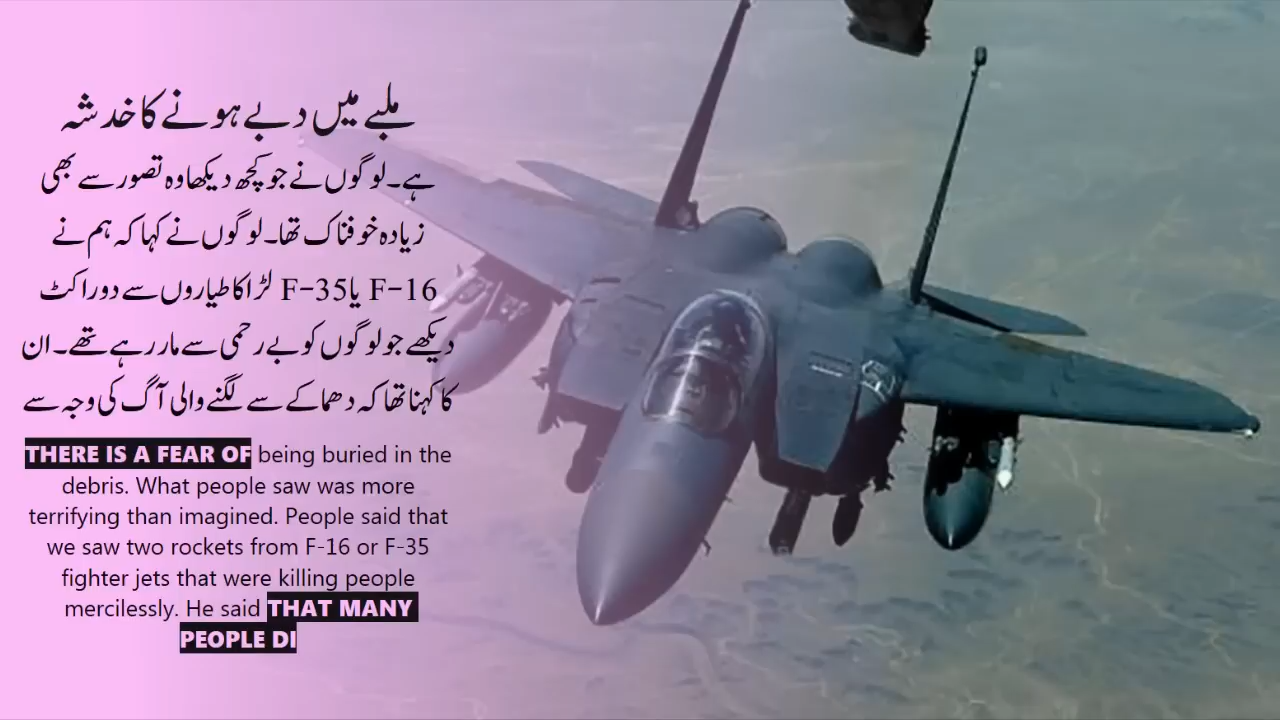 ملبے میں دبے ہونے کا خدشہ
ہے۔لوگوں نے جو کچھ دیکھا وہ تصور سے بھی
زیادہ خوفناک تھا۔لوگوں نے کہا کہ ہم نے
F-16 یا F-35 لڑاکا طیاروں سے دو راکٹ
دیکھے جو لوگوں کو بے رحمی سے مار رہے تھے۔ ان
کا کہنا تھا کہ دھماکے سے لگنے والی آگ کی وجہ سے
THERE IS A FEAR OF being buried in the
debris. What people saw was more
terrifying than imagined. People said that
we saw two rockets from F-16 or F-35
fighter jets that were killing people
mercilessly. He said THAT MANY
PEOPLE DI